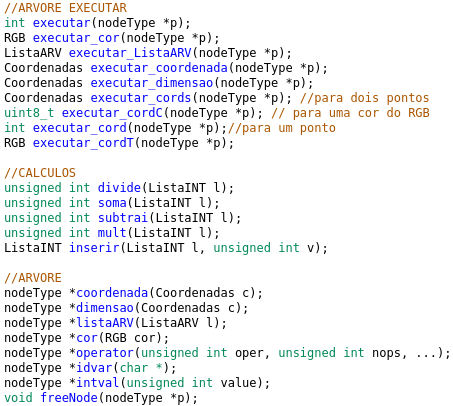 //ARVORE EXECUTAR
int executar(nodeType *p);
RGB executar_cor(nodeType *p);
ListaARV executar_ListaARV(nodeType *p);
Coordenadas executar_coordenada(nodeType *p);
Coordenadas executar_dimensao(nodeType *p);
Coordenadas executar_cords(nodeType *p); //para dois pontos
uint8_t executar_cordC(nodeType *p); // para uma cor do RGB
int executar_cord(nodeType *p);//para um ponto
RGB executar_cordT(nodeType *p);

//CALCULOS
unsigned int divide(ListaINT l);
unsigned int soma(ListaINT l);
unsigned int subtrai(ListaINT l);
unsigned int mult(ListaINT l);
ListaINT inserir(ListaINT l, unsigned int v);

//ARVORE
nodeType *coordenada(Coordenadas c);
nodeType *dimensao(Coordenadas c);
nodeType *listaARV(ListaARV l);
nodeType *cor(RGB cor);
nodeType *operator(unsigned int oper, unsigned int nops, ...);
nodeType *idvar(char *);
nodeType *intval(unsigned int value);
void freeNode(nodeType *p);